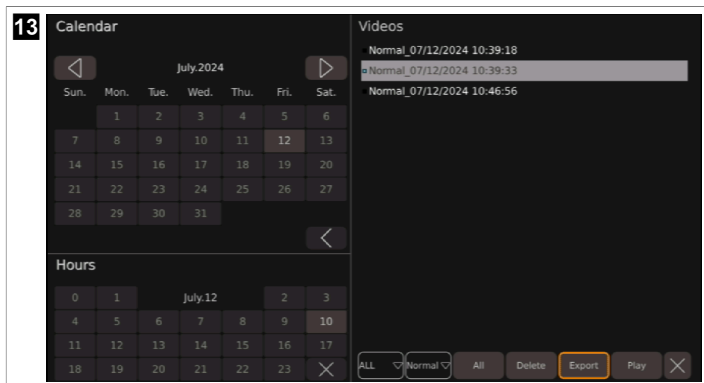 13
Calendar
July.2024
Sun. Mon. Tue. Wed. Thu. Fri. Sat.
1 2 3 4 5 6
7 8 9 10 11 12 13
14 15 16 17 18 19 20
21 22 23 24 25 26 27
28 29 30 31
Hours
0 1 July.12 2 3
4 5 6 7 8 9 10
11 12 13 14 15 16 17
18 19 20 21 22 23
Videos
Normal_07/12/2024 10:39:18
Normal_07/12/2024 10:39:33
Normal_07/12/2024 10:46:56
ALL Normal All Delete Export Play